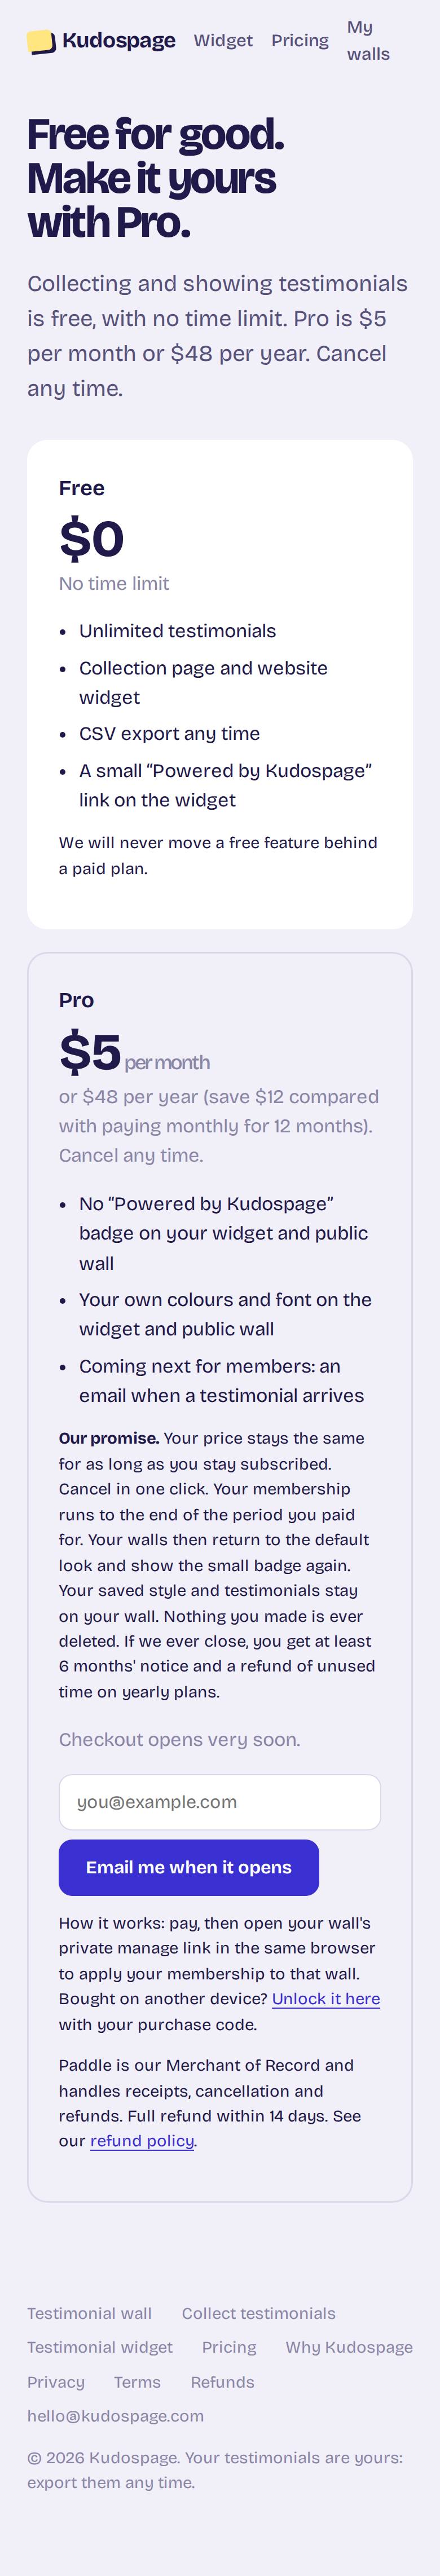 Kudospage Widget Pricing My walls
Free for good.
Make it yours
with Pro.
Collecting and showing testimonials
is free, with no time limit. Pro is $5
per month or $48 per year. Cancel
any time.
Free
$0
No time limit
• Unlimited testimonials
• Collection page and website
widget
• CSV export any time
• A small “Powered by Kudospage”
link on the widget
We will never move a free feature behind
a paid plan.
Pro
$5 per month
or $48 per year (save $12 compared
with paying monthly for 12 months).
Cancel any time.
• No “Powered by Kudospage”
badge on your widget and public
wall
• Your own colours and font on the
widget and public wall
• Coming next for members: an
email when a testimonial arrives
Our promise. Your price stays the same
for as long as you stay subscribed.
Cancel in one click. Your membership
runs to the end of the period you paid
for. Your walls then return to the default
look and show the small badge again.
Your saved style and testimonials stay
on your wall. Nothing you made is ever
deleted. If we ever close, you get at least
6 months' notice and a refund of unused
time on yearly plans.
Checkout opens very soon.
you@example.com
Email me when it opens
How it works: pay, then open your wall's
private manage link in the same browser
to apply your membership to that wall.
Bought on another device? Unlock it here
with your purchase code.
Paddle is our Merchant of Record and
handles receipts, cancellation and
refunds. Full refund within 14 days. See
our refund policy.
Testimonial wall Collect testimonials
Testimonial widget Pricing Why Kudospage
Privacy Terms Refunds
hello@kudospage.com
© 2026 Kudospage. Your testimonials are yours:
export them any time.